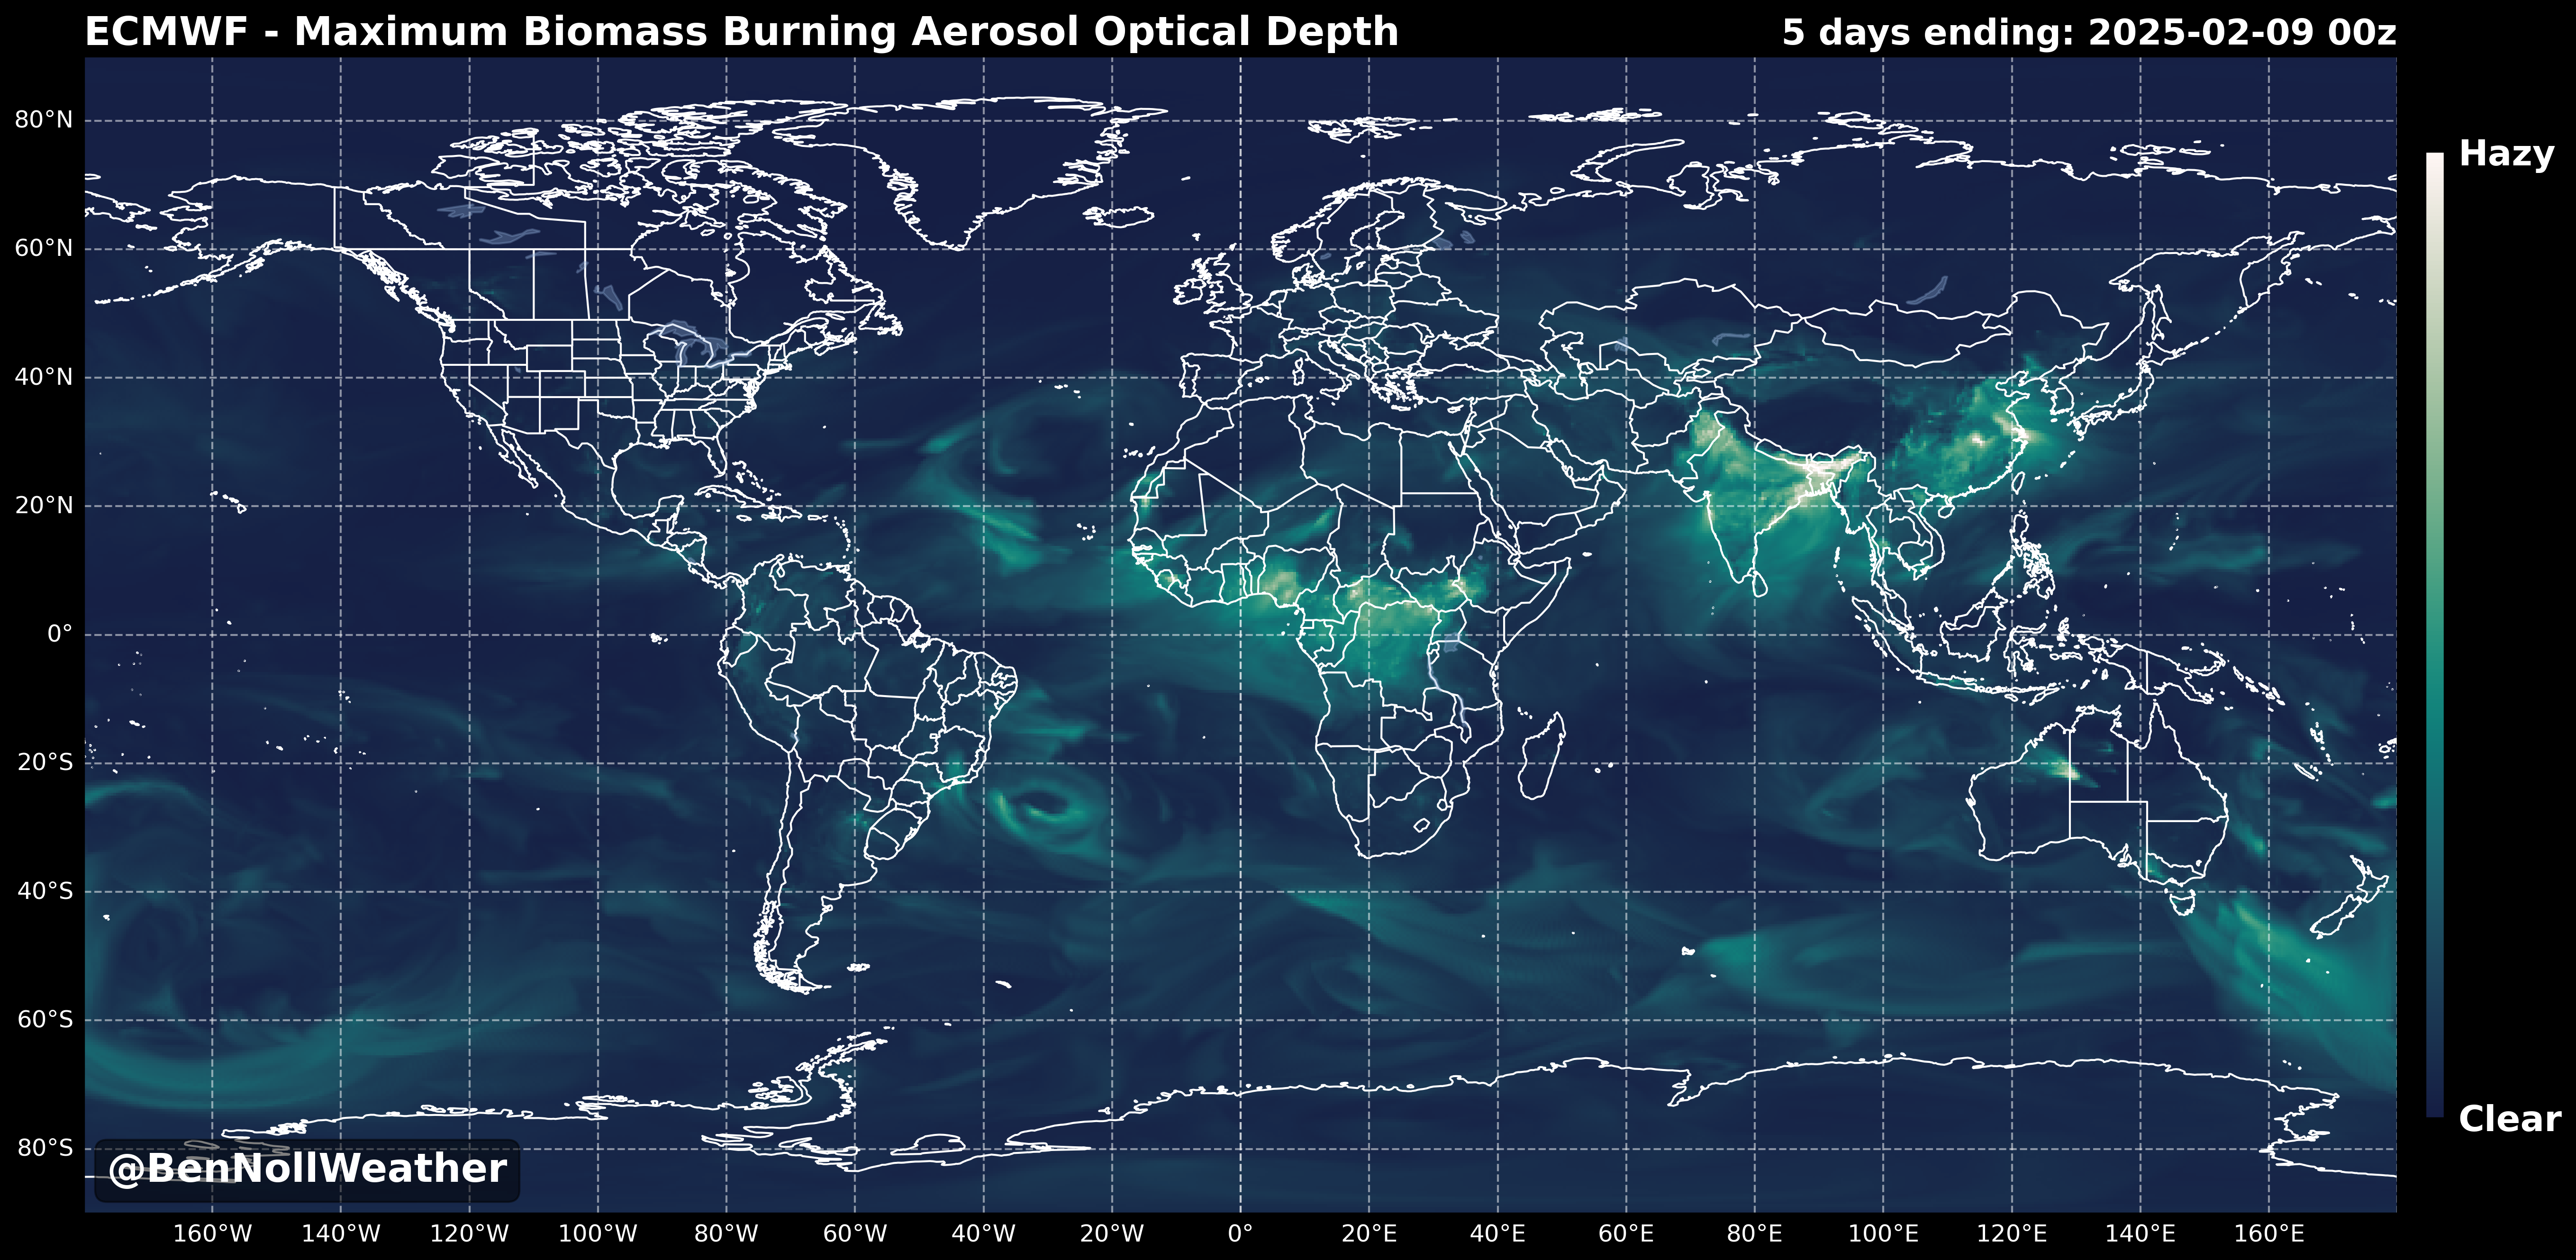 ECMWF - Maximum Biomass Burning Aerosol Optical Depth
5 days ending: 2025-02-09 00z
Hazy
80°N
60°N
40°N
20°N
0°
20°S
40°S
60°S
80°S
Clear
@BenNollWeather
160°W 140°W 120°W 100°W 80°W 60°W 40°W 20°W 0° 20°E 40°E 60°E 80°E 100°E 120°E 140°E 160°E